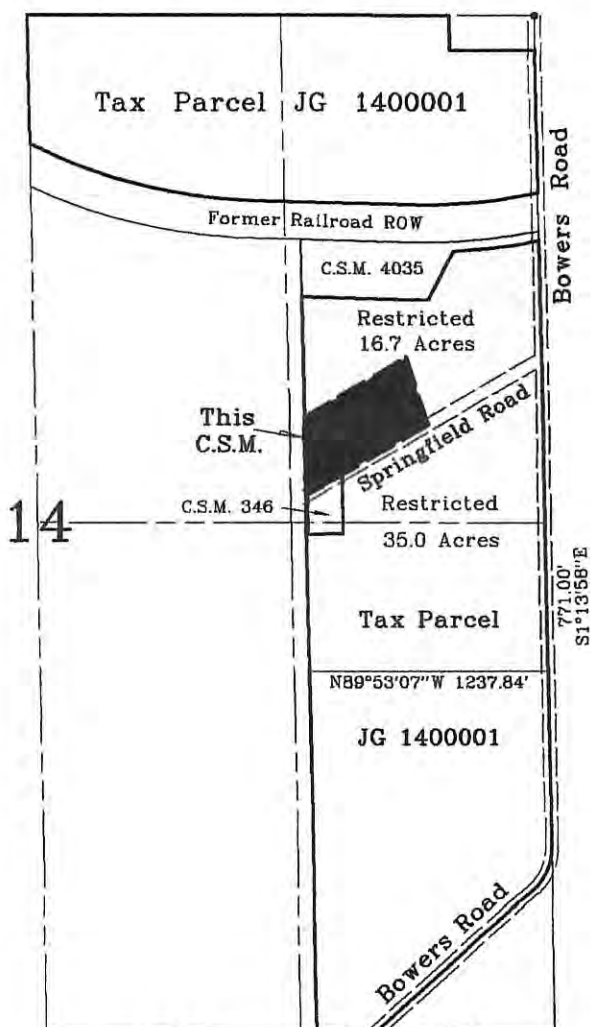 Tax Parcel JG 1400001
Bowers Road
Former Railroad ROW
C.S.M. 4035
Restricted
16.7 Acres
This
C.S.M.
Springfield Road
C.S.M. 346
Restricted
14
35.0 Acres
771.00'
S1°13'58"E
Tax Parcel
N89°53'07"W 1237.84'
JG 1400001
Bowers Road